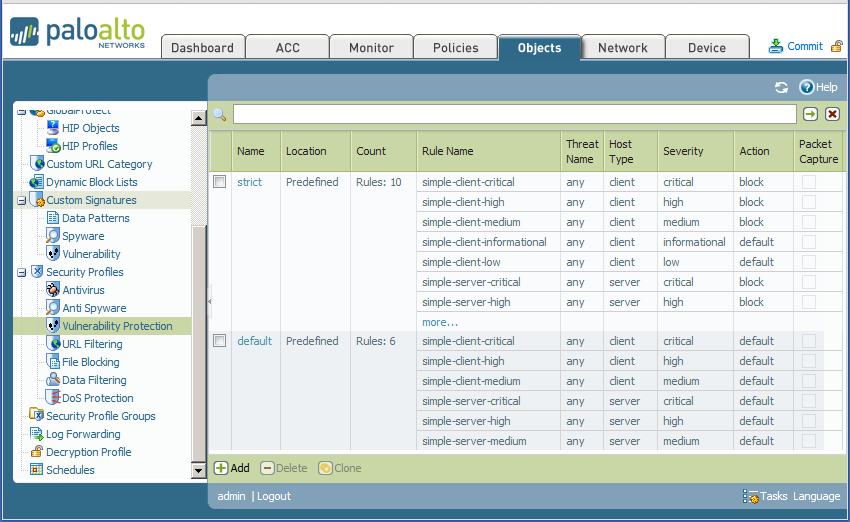 paloalto
NETWORKS
Dashboard ACC Monitor Policies Objects Network Device Commit
Help
GlobalProtect
HIP Objects
HIP Profiles
Custom URL Category
Dynamic Block Lists
Custom Signatures
Data Patterns
Spyware
Vulnerability
Security Profiles
Antivirus
Anti Spyware
Vulnerability Protection
URL Filtering
File Blocking
Data Filtering
DoS Protection
Security Profile Groups
Log Forwarding
Decryption Profile
Schedules
Name Location Count Rule Name Threat Name Host Type Severity Action Packet Capture
strict Predefined Rules: 10 simple-client-critical any client critical block
simple-client-high any client high block
simple-client-medium any client medium block
simple-client-informational any client informational default
simple-client-low any client low default
simple-server-critical any server critical block
simple-server-high any server high block
more...
default Predefined Rules: 6 simple-client-critical any client critical default
simple-client-high any client high default
simple-client-medium any client medium default
simple-server-critical any server critical default
simple-server-high any server high default
simple-server-medium any server medium default
Add Delete Clone
admin | Logout Tasks Language